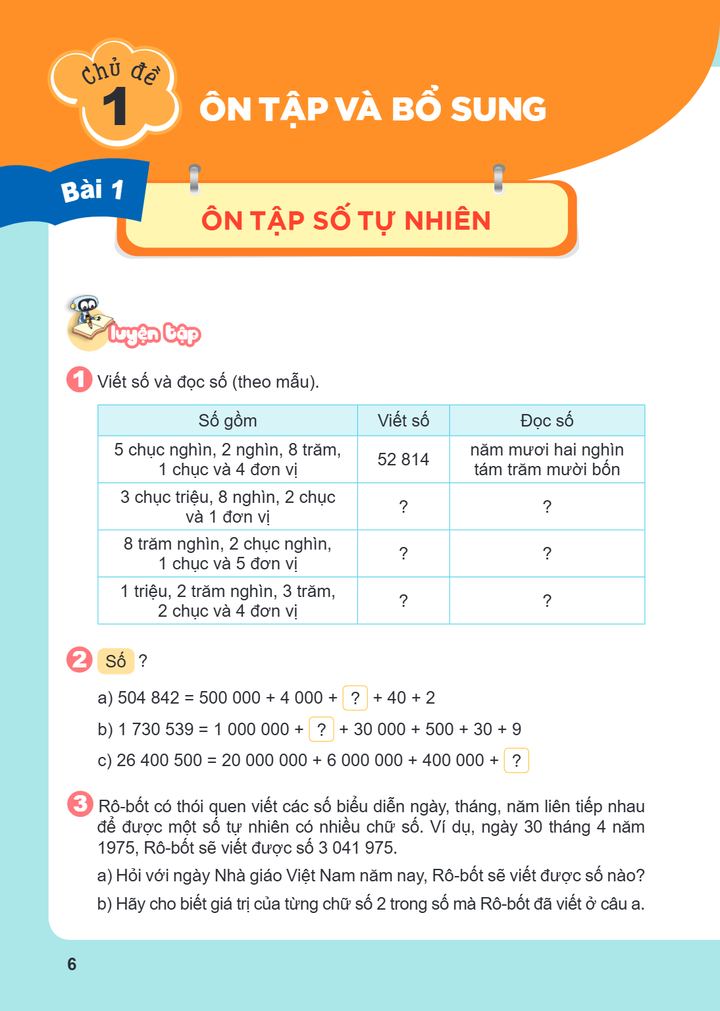 Chủ đề
1
ÔN TẬP VÀ BỔ SUNG
Bài 1
ÔN TẬP SỐ TỰ NHIÊN
luyện tập
1 Viết số và đọc số (theo mẫu).
Số gồm Viết số Đọc số
5 chục nghìn, 2 nghìn, 8 trăm,
1 chục và 4 đơn vị
52 814
năm mươi hai nghìn
tám trăm mười bốn
3 chục triệu, 8 nghìn, 2 chục
và 1 đơn vị
? ?
8 trăm nghìn, 2 chục nghìn,
1 chục và 5 đơn vị
? ?
1 triệu, 2 trăm nghìn, 3 trăm,
2 chục và 4 đơn vị
? ?
2 Số ?
a) 504 842 = 500 000 + 4 000 + ? + 40 + 2
b) 1 730 539 = 1 000 000 + ? + 30 000 + 500 + 30 + 9
c) 26 400 500 = 20 000 000 + 6 000 000 + 400 000 + ?
3 Rô-bốt có thói quen viết các số biểu diễn ngày, tháng, năm liên tiếp nhau
để được một số tự nhiên có nhiều chữ số. Ví dụ, ngày 30 tháng 4 năm
1975, Rô-bốt sẽ viết được số 3 041 975.
a) Hỏi với ngày Nhà giáo Việt Nam năm nay, Rô-bốt sẽ viết được số nào?
b) Hãy cho biết giá trị của từng chữ số 2 trong số mà Rô-bốt đã viết ở câu a.
6